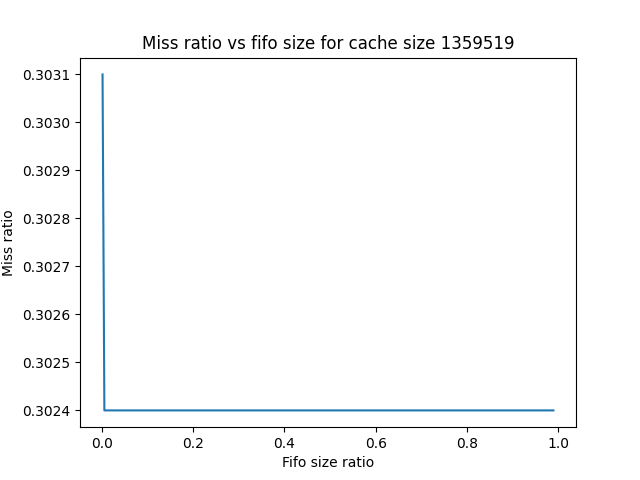 Miss ratio vs fifo size for cache size 1359519
0.3031
0.3030
0.3029
0.3028
0.3027
0.3026
0.3025
0.3024
Miss ratio
0.0 0.2 0.4 0.6 0.8 1.0
Fifo size ratio